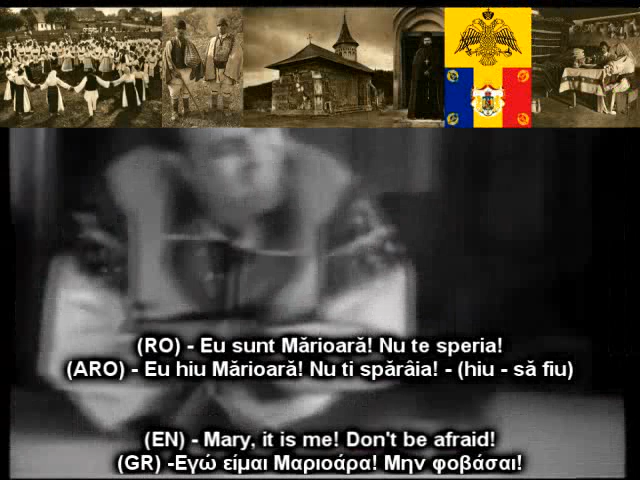 (RO) - Eu sunt Mărioară! Nu te speria!
(ARO) - Eu hiu Mărioară! Nu ti spărâia! - (hiu - să fiu)
(EN) - Mary, it is me! Don't be afraid!
(GR) -Εγώ είμαι Μαριοάρα! Μην φοβάσαι!